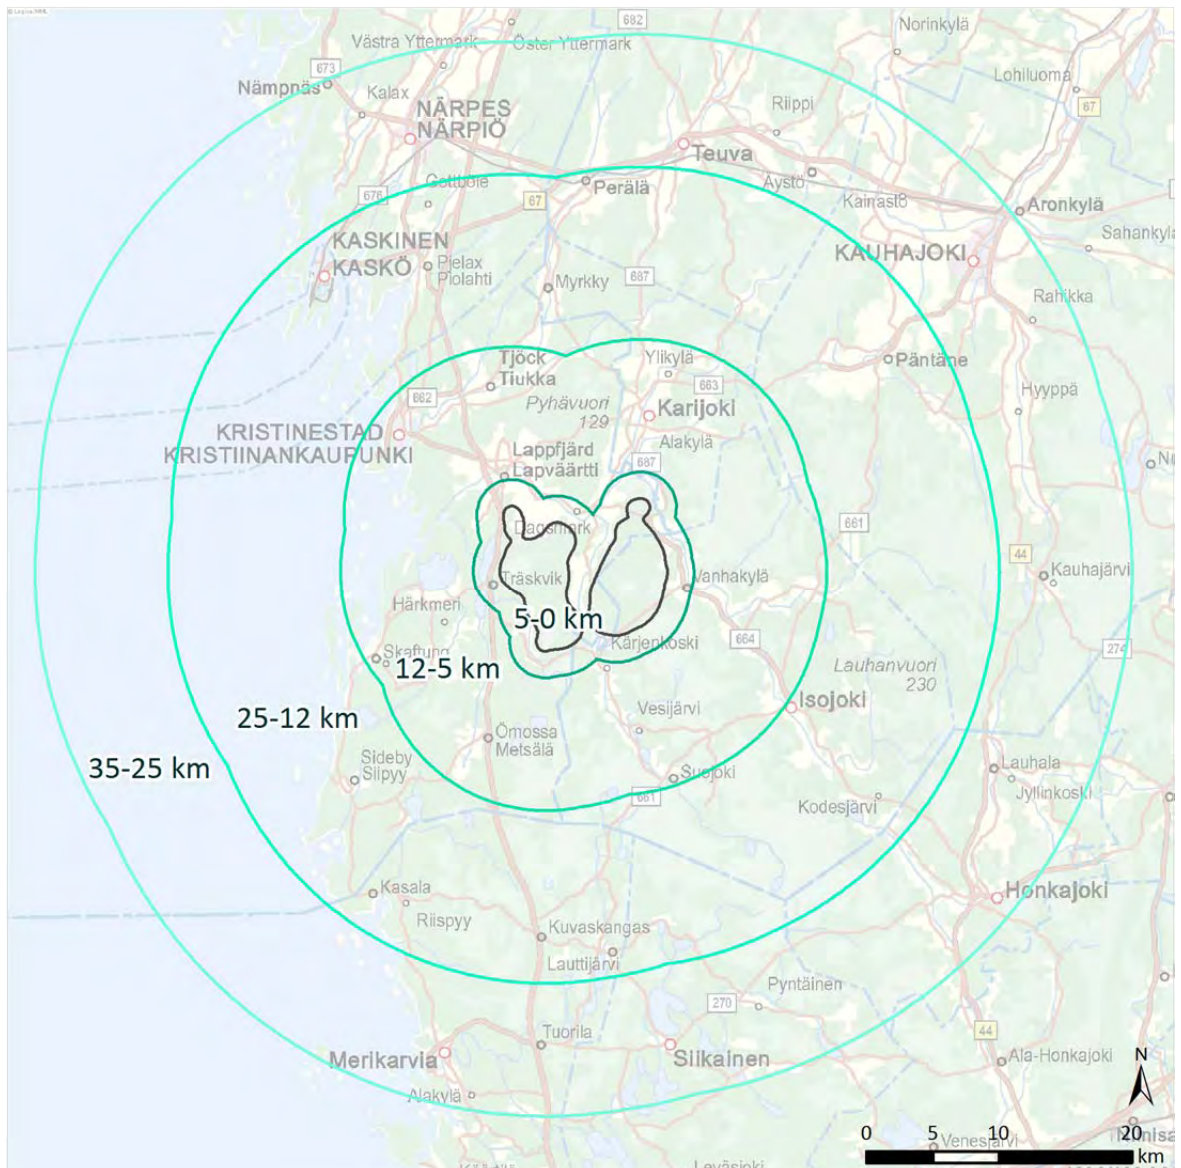 682
Norinkylä
Västra Yttermark
Öster Yttermark
673
Lohiluoma
Nämpnäs
Kalax
NÄRPES
NÄRPIÖ
Riippi
67
Teuva
Gottböle
Perälä
Aystö
676
67
Kainasto
Aronkylä
KASKINEN
KASKÖ
Sahankylä
KAUHAJOKI
Pjelax
Piolahti
Myrkky
687
Rahikka
Tjöck
Tiukka
Ylikylä
Päntäne
662
663
Hyyppä
Pyhävuori
129
Karijoki
KRISTINESTAD
KRISTIINANKAUPUNKI
Alakylä
Lappfjärd
Lapväärtti
687
Dagsmark
661
44
Träskvik
Vanhakylä
Kauhajärvi
Härkmeri
5-0 km
Kärjenkoski
664
274
Skaftung
12-5 km
Lauhanvuori
230
Vesijärvi
Isojoki
25-12 km
Ömossa
Metsälä
35-25 km
Sideby
Siipyy
Suojoki
Lauhala
Jyllinkoski
661
Kodesjärvi
Kasala
Honkajoki
Riispyy
Kuvaskangas
Lauttijärvi
Pyntäinen
270
Tuorila
44
Merikarvia
Siikainen
Ala-Honkajoki
N
Alakylä
0 5 10 20
km
Venesjärvi